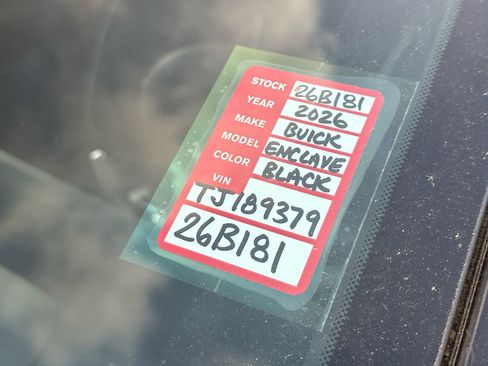 STOCK 26B181
YEAR 2026
MAKE BUICK
MODEL ENCLAVE
COLOR BLACK
VIN TJ189379
26B181